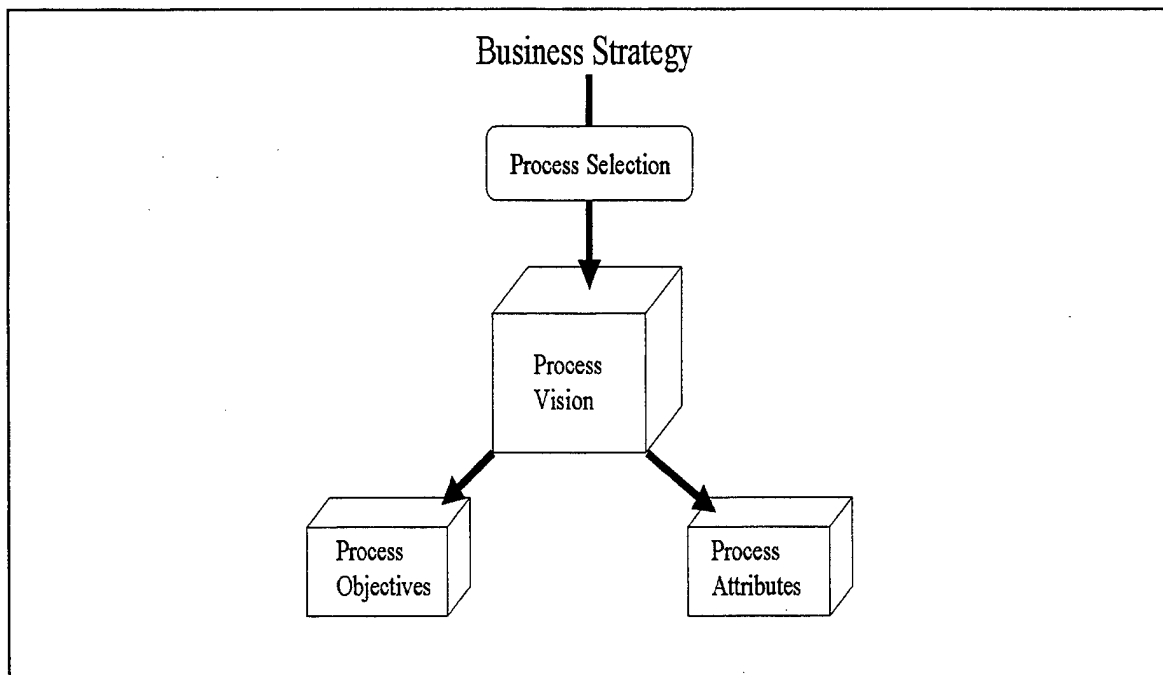 Business Strategy
Process Selection
Process
Vision
Process
Objectives
Process
Attributes